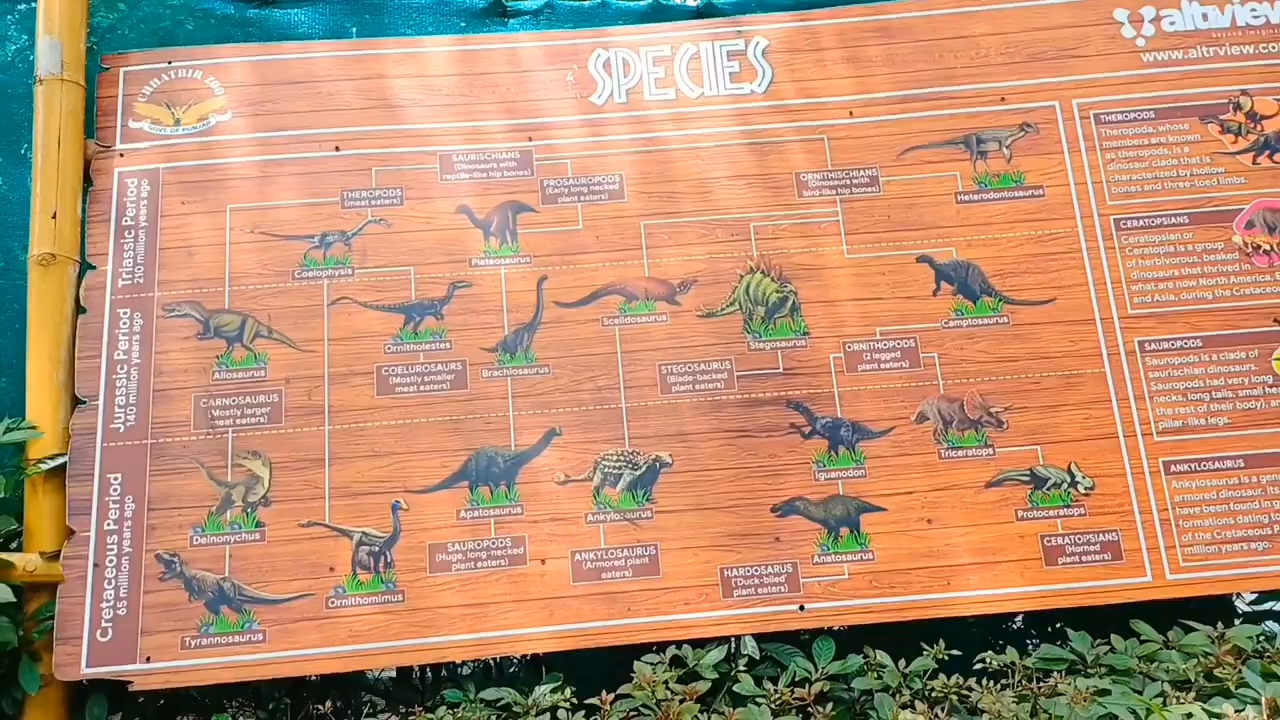 CHHATBIR ZOO
GOVT. OF PUNJAB
SPECIES
altrview
www.altrview.co
Triassic Period
210 million years ago
Jurassic Period
140 million years ago
Cretaceous Period
65 million years ago
SAURISCHIANS
(Dinosaurs with
reptile-like hip bones)
THEROPODS
(meat eaters)
PROSAUROPODS
(Early long necked
plant eaters)
ORNITHISCHIANS
(Dinosaurs with
bird-like hip bones)
Heterodontosaurus
Coelophysis
Plateosaurus
Allosaurus
Ornitholestes
Brachiosaurus
Scelidosaurus
Stegosaurus
Camptosaurus
CARNOSAURUS
(Mostly larger
meat eaters)
COELUROSAURS
(Mostly smaller
meat eaters)
STEGOSAURUS
(Blade-backed
plant eaters)
ORNITHOPODS
(2 legged
plant eaters)
Deinonychus
Apatosaurus
Ankylosaurus
Iguanodon
Triceratops
Protoceratops
Tyrannosaurus
Ornithomimus
SAUROPODS
(Huge, long-necked
plant eaters)
ANKYLOSAURUS
(Armored plant
eaters)
HARDOSARUS
('Duck-biled'
plant eaters)
Anatosaurus
CERATOPSIANS
(Horned
plant eaters)
THEROPODS
Theropoda, whose
members are known
as theropods, is a
dinosaur clade that is
characterized by hollow
bones and three-toed limbs.
CERATOPSIANS
Ceratopsian or
Ceratopia is a group
of herbivorous, beaked
dinosaurs that thrived in
what are now North America,
and Asia, during the Cretaceou
SAUROPODS
Sauropods is a clade of
saurischian dinosaurs.
Sauropods had very long
necks, long tails, small he
the rest of their body), an
pillar-like legs.
ANKYLOSAURUS
Ankylosaurus is a genu
armored dinosaur. Its
have been found in g
formations dating to
of the Cretaceous P
million years ago.